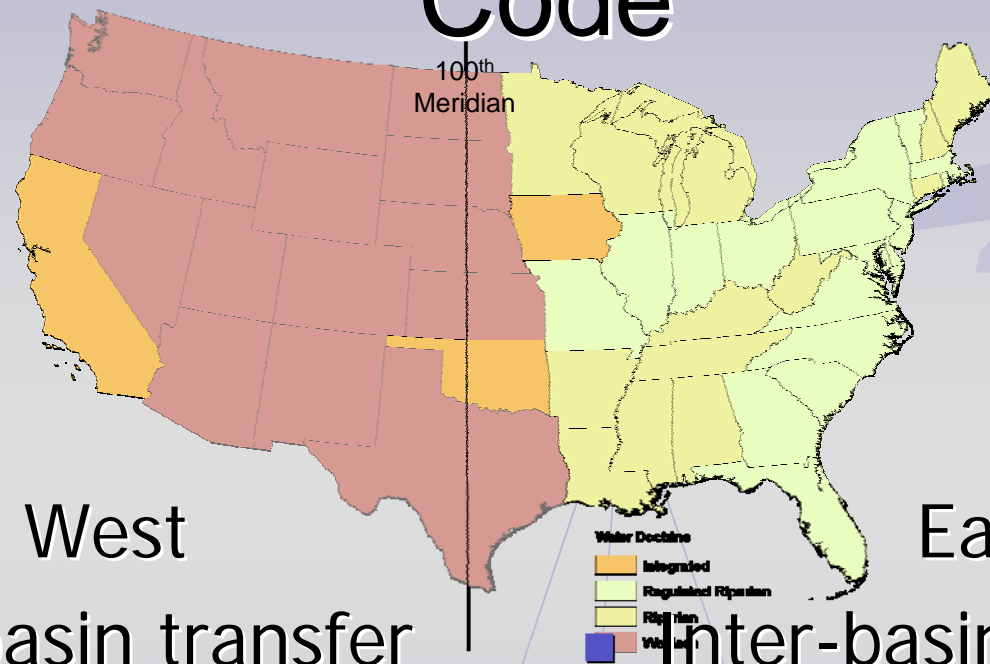 Code
100th
Meridian
West
Ea
Water Doctrine
Integrated
Regulated Riparian
Riparian
asin transfer
Inter-basin